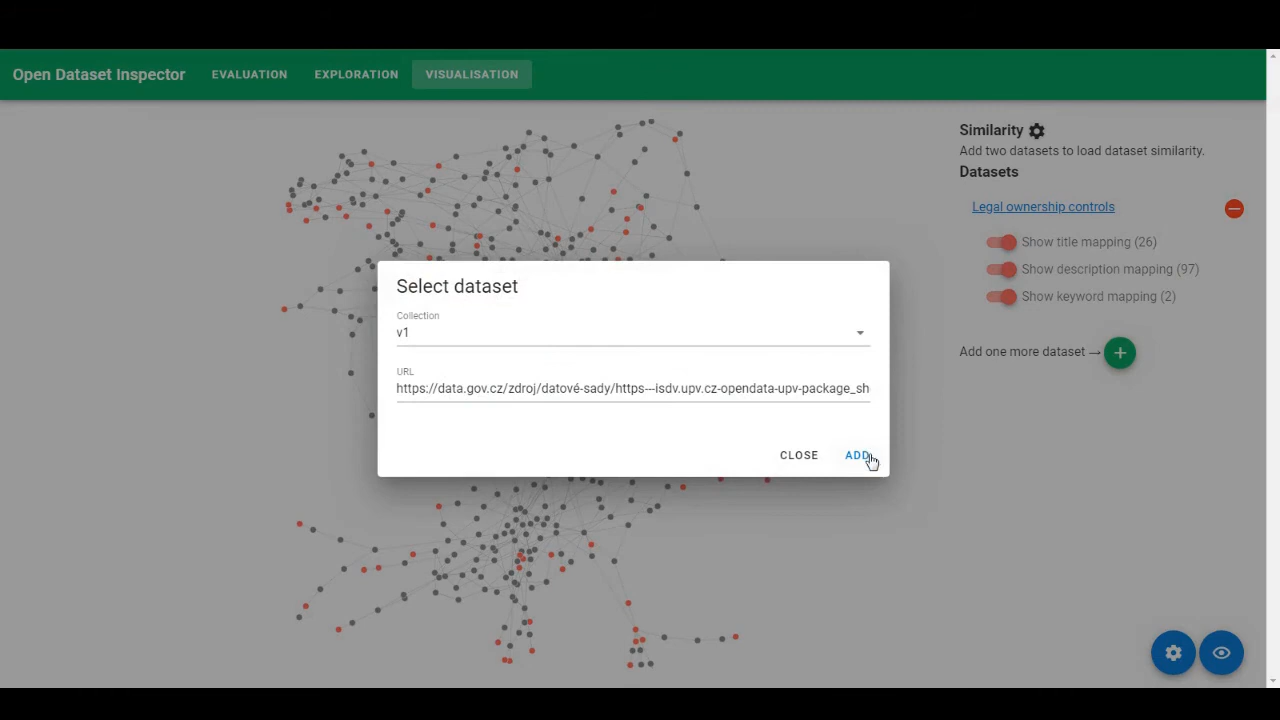 Open Dataset Inspector EVALUATION EXPLORATION VISUALISATION
Similarity
Add two datasets to load dataset similarity.
Datasets
Legal ownership controls
Show title mapping (26)
Show description mapping (97)
Show keyword mapping (2)
Add one more dataset → +
Select dataset
Collection
v1
URL
https://data.gov.cz/zdroj/datové-sady/https---isdv.upv.cz-opendata-upv-package_sh
CLOSE ADD